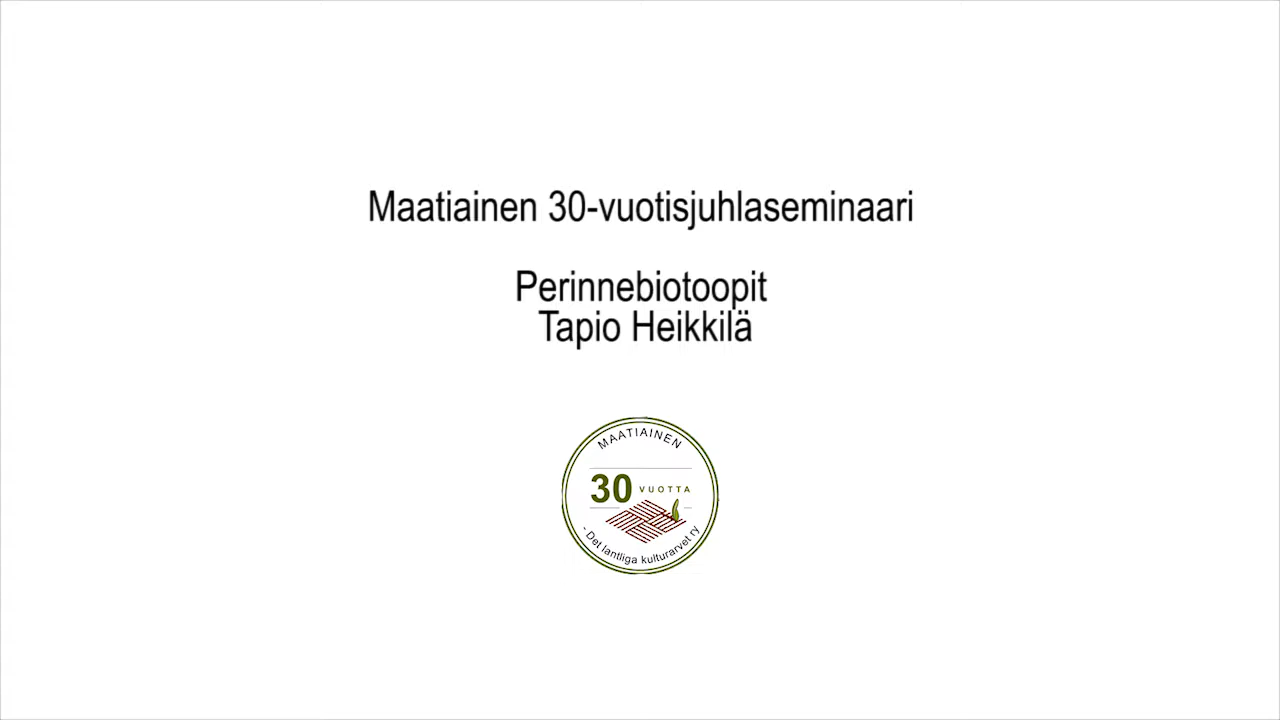 Maatiainen 30-vuotisjuhlaseminaari
Perinnebiotoopit
Tapio Heikkilä
MAATIAINEN
30 VUOTTA
- Det lantliga kulturarvet ry